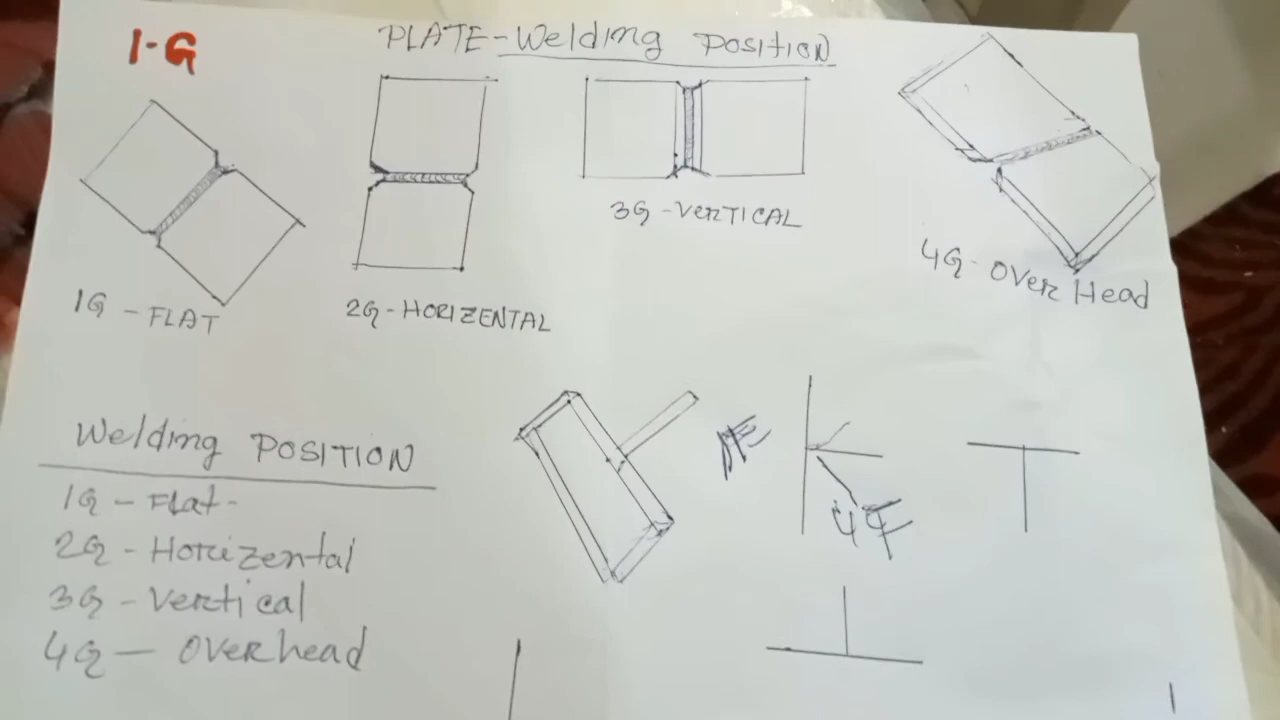 1-G
PLATE-Welding POSITION
1G - FLAT
2G - HORIZENTAL
3G - VERTICAL
4G - OVER Head
Welding POSITION
1G - Flat -
2G - Horizental
3G - Vertical
4G - Overhead
4F